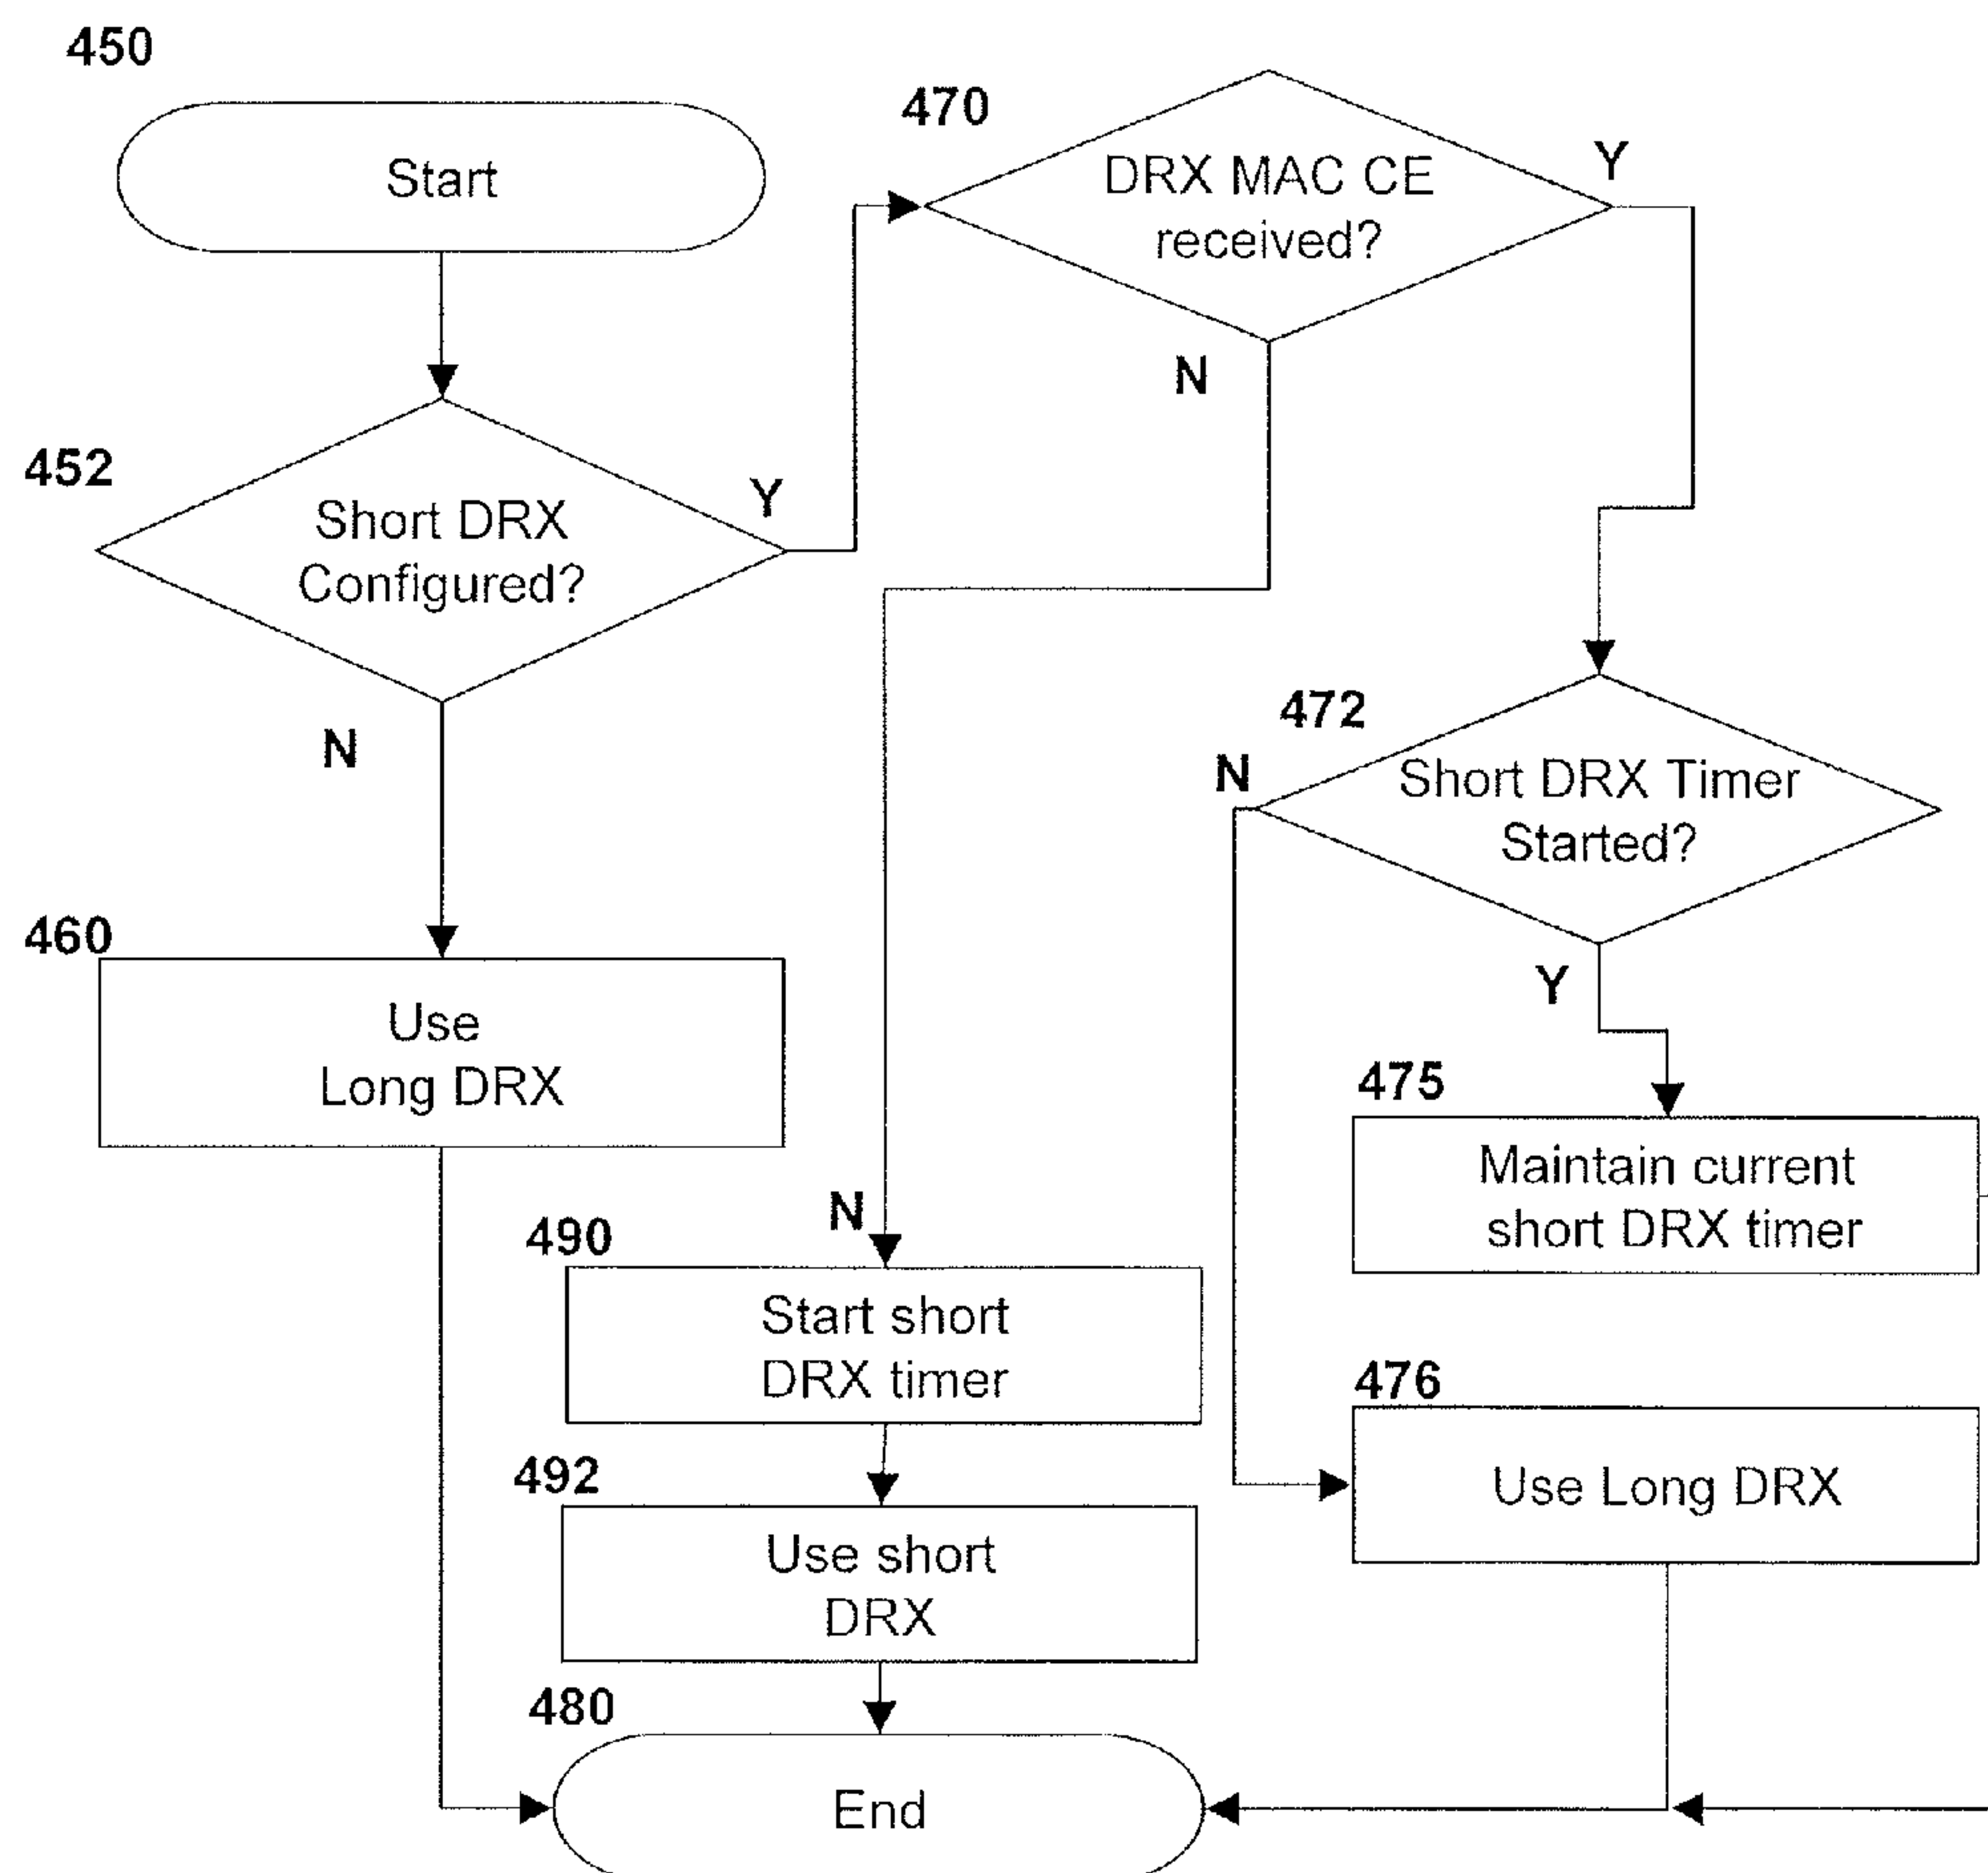 450
Start
470
DRX MAC CE
received?
Y
N
452
Short DRX
Configured?
Y
N
472
Short DRX Timer
Started?
N
Y
460
Use
Long DRX
475
Maintain current
short DRX timer
N
490
Start short
DRX timer
476
Use Long DRX
492
Use short
DRX
480
End